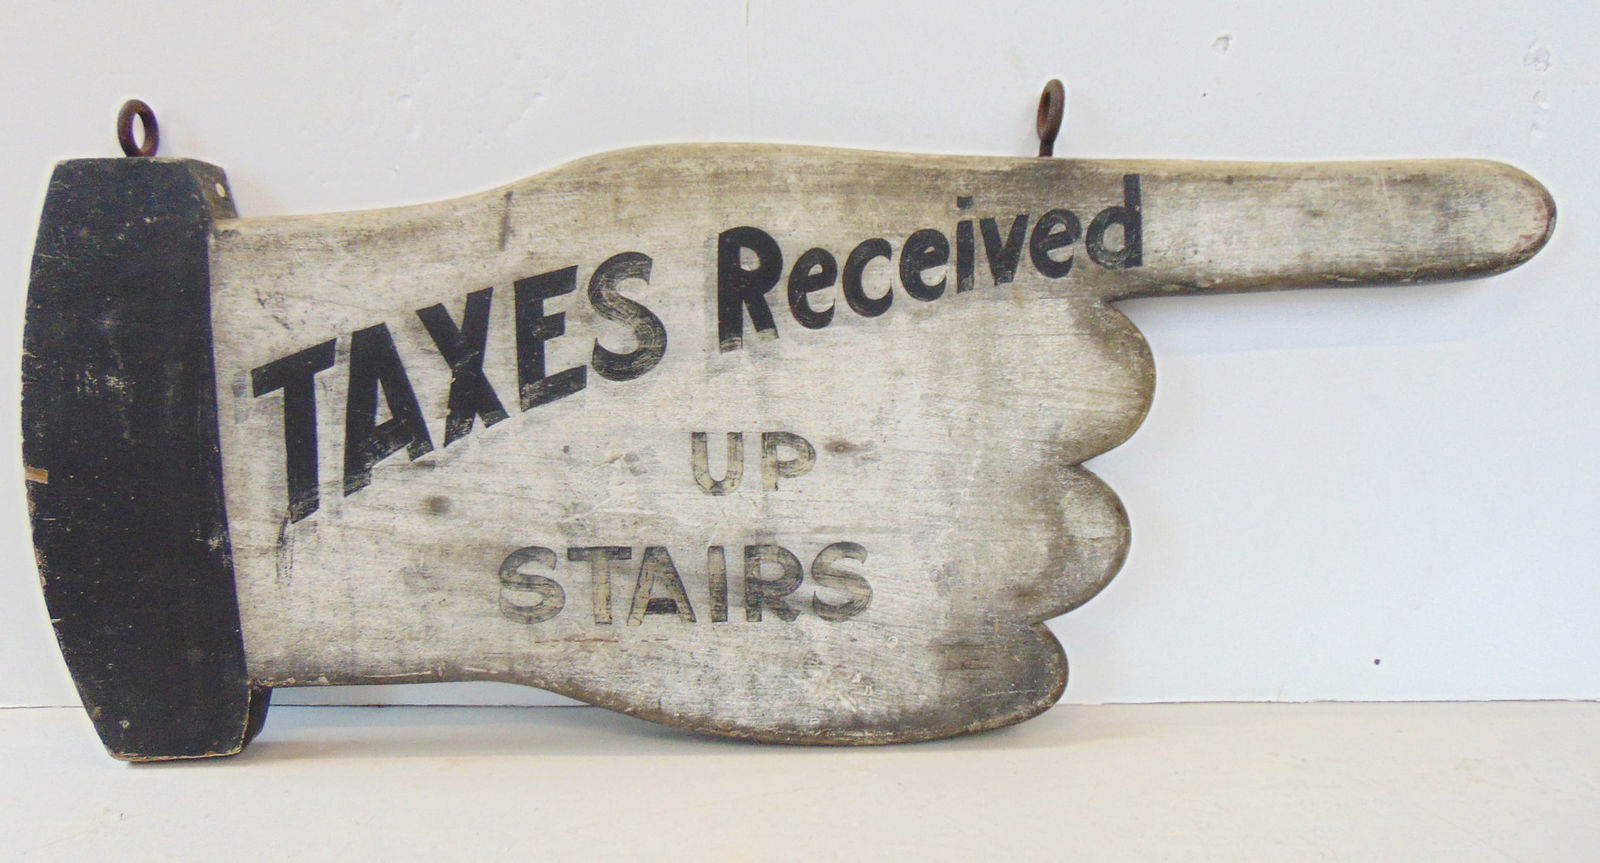 TAXES Received
UP
STAIRS